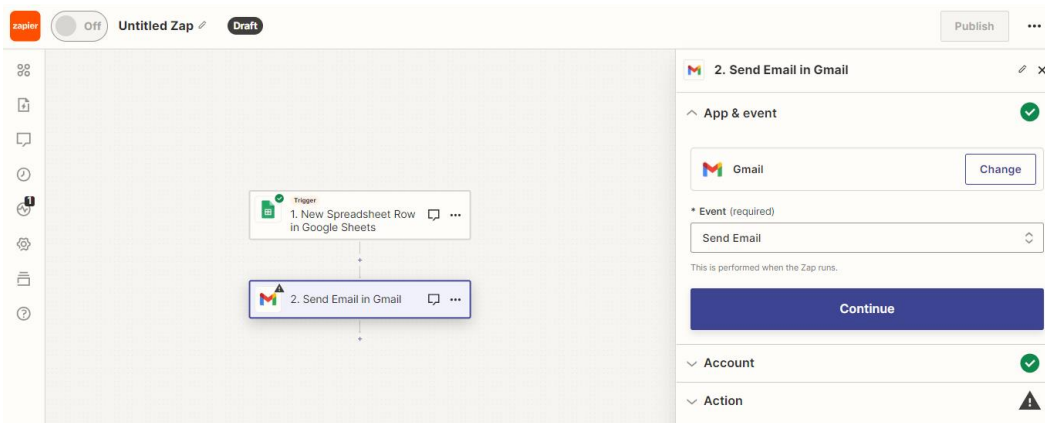 zapier
Off
Untitled Zap
Draft
Publish
1
Trigger
1. New Spreadsheet Row
in Google Sheets
2. Send Email in Gmail
2. Send Email in Gmail
App & event
Gmail
Change
* Event (required)
Send Email
This is performed when the Zap runs.
Continue
Account
Action